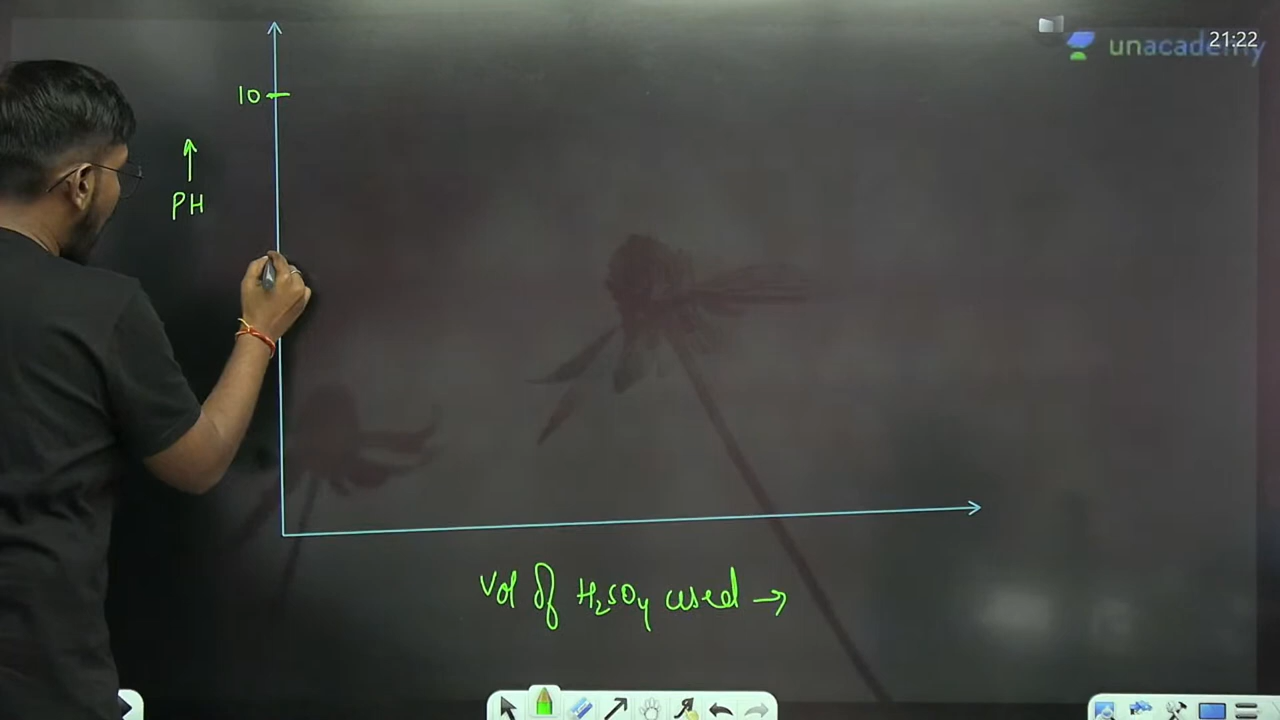 21:22
unacademy
10
PH
Vol of H₂SO₄ used →